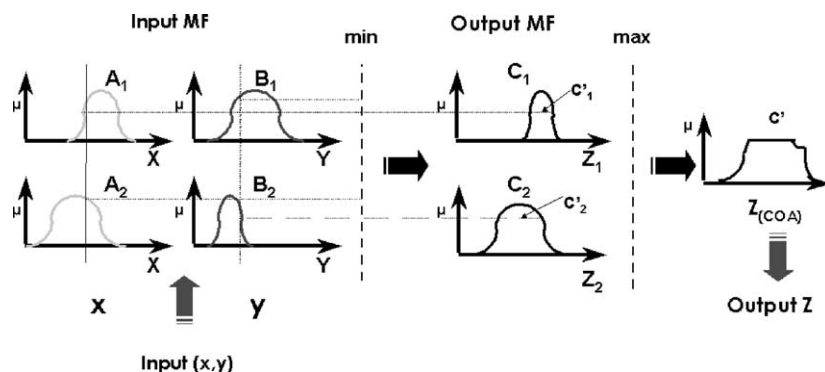 Input MF
min
Output MF
max
μ
A₁
X
μ
B₁
Y
μ
C₁
C'₁
Z₁
μ
C'
Z(COA)
μ
A₂
X
μ
B₂
Y
μ
C₂
C'₂
Z₂
x
y
Output Z
Input (x,y)